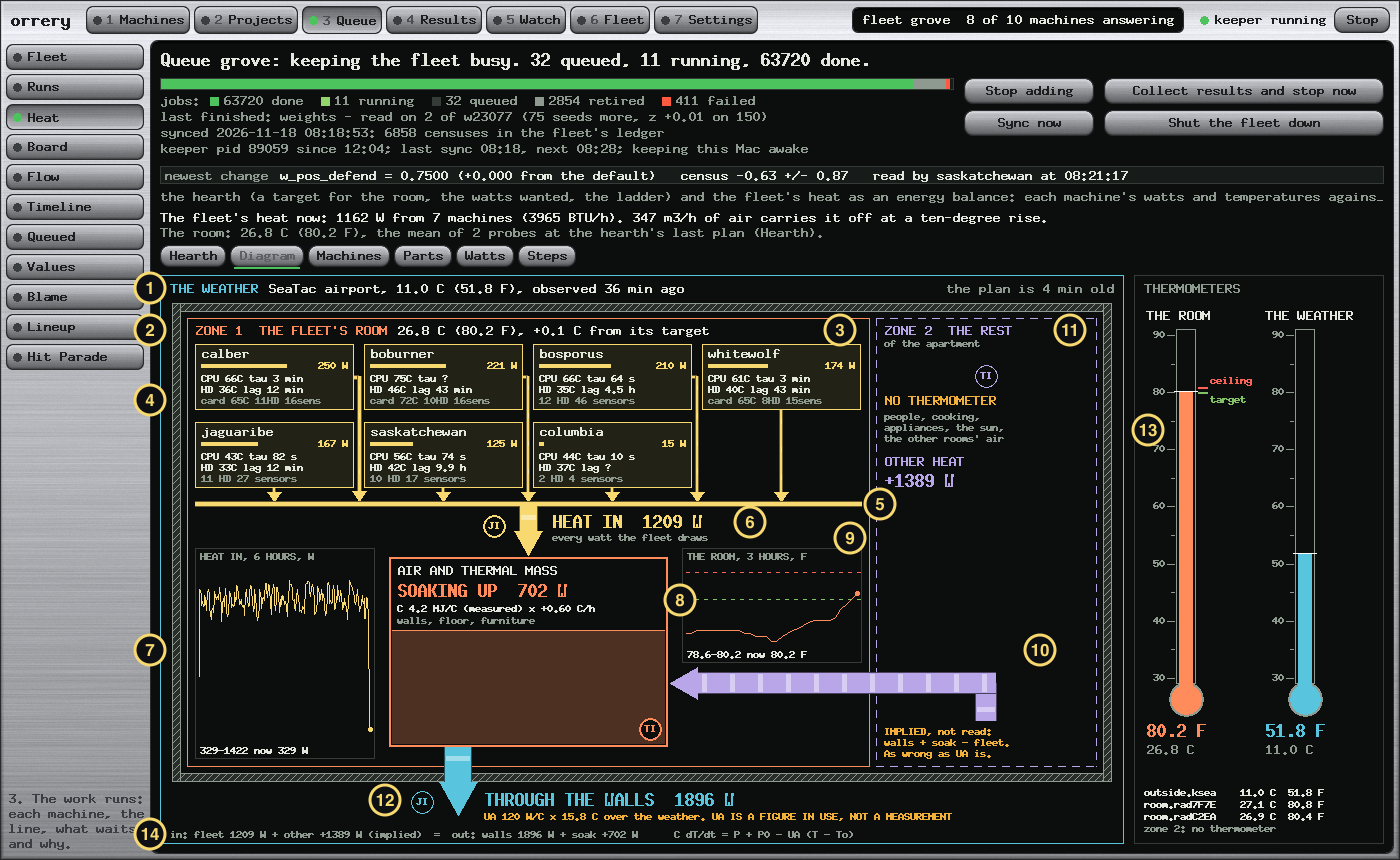 orrery
1 Machines
2 Projects
3 Queue
4 Results
5 Watch
6 Fleet
7 Settings
fleet grove 8 of 10 machines answering
keeper running
Stop
Fleet
Runs
Heat
Board
Flow
Timeline
Queued
Values
Blame
Lineup
Hit Parade
3. The work runs:
each machine, the
line, what waits
and why.
Queue grove: keeping the fleet busy. 32 queued, 11 running, 63720 done.
jobs: 63720 done 11 running 32 queued 2854 retired 411 failed
last finished: weights - read on 2 of w23077 (75 seeds more, z +0.01 on 150)
synced 2026-11-18 08:18:53: 6858 censuses in the fleet's ledger
keeper pid 89059 since 12:04; last sync 08:18, next 08:28; keeping this Mac awake
Stop adding
Collect results and stop now
Sync now
Shut the fleet down
newest change w_pos_defend = 0.7500 (+0.000 from the default) census -0.63 +/- 0.87 read by saskatchewan at 08:21:17
the hearth (a target for the room, the watts wanted, the ladder) and the fleet's heat as an energy balance: each machine's watts and temperatures agains…
The fleet's heat now: 1162 W from 7 machines (3965 BTU/h). 347 m3/h of air carries it off at a ten-degree rise.
The room: 26.8 C (80.2 F), the mean of 2 probes at the hearth's last plan (Hearth).
Hearth
Diagram
Machines
Parts
Watts
Steps
1
THE WEATHER SeaTac airport, 11.0 C (51.8 F), observed 36 min ago
the plan is 4 min old
2
ZONE 1 THE FLEET'S ROOM 26.8 C (80.2 F), +0.1 C from its target
3
calber
250 W
CPU 66C tau 3 min
HD 36C lag 12 min
card 65C 11HD 16sens
boburner
221 W
CPU 75C tau ?
HD 46C lag 43 min
card 72C 10HD 16sens
bosporus
210 W
CPU 66C tau 64 s
HD 35C lag 4.5 h
12 HD 46 sensors
whitewolf
174 W
CPU 61C tau 3 min
HD 40C lag 43 min
card 65C 8HD 15sens
4
jaguaribe
167 W
CPU 43C tau 82 s
HD 33C lag 12 min
11 HD 27 sensors
saskatchewan
125 W
CPU 56C tau 74 s
HD 42C lag 9.9 h
10 HD 17 sensors
columbia
15 W
CPU 44C tau 10 s
HD 37C lag ?
2 HD 4 sensors
5
JI
HEAT IN 1209 W
every watt the fleet draws
6
HEAT IN, 6 HOURS, W
329-1422 now 329 W
7
AIR AND THERMAL MASS
SOAKING UP 702 W
C 4.2 MJ/C (measured) x +0.60 C/h
walls, floor, furniture
TI
8
9
THE ROOM, 3 HOURS, F
78.6-80.2 now 80.2 F
10
ZONE 2 THE REST
of the apartment
11
TI
NO THERMOMETER
people, cooking,
appliances, the sun,
the other rooms' air
OTHER HEAT
+1389 W
IMPLIED, not read:
walls + soak - fleet.
As wrong as UA is.
12
JI
THROUGH THE WALLS 1896 W
UA 120 W/C x 15.8 C over the weather. UA IS A FIGURE IN USE, NOT A MEASUREMENT
14
in: fleet 1209 W + other +1389 W (implied) = out: walls 1896 W + soak +702 W C dT/dt = P + PO - UA (T - To)
THERMOMETERS
THE ROOM
90
80
70
60
50
40
30
ceiling
target
13
80.2 F
26.8 C
THE WEATHER
90
80
70
60
50
40
30
51.8 F
11.0 C
outside.ksea 11.0 C 51.8 F
room.rad7F7E 27.1 C 80.8 F
room.radC2EA 26.9 C 80.4 F
zone 2: no thermometer